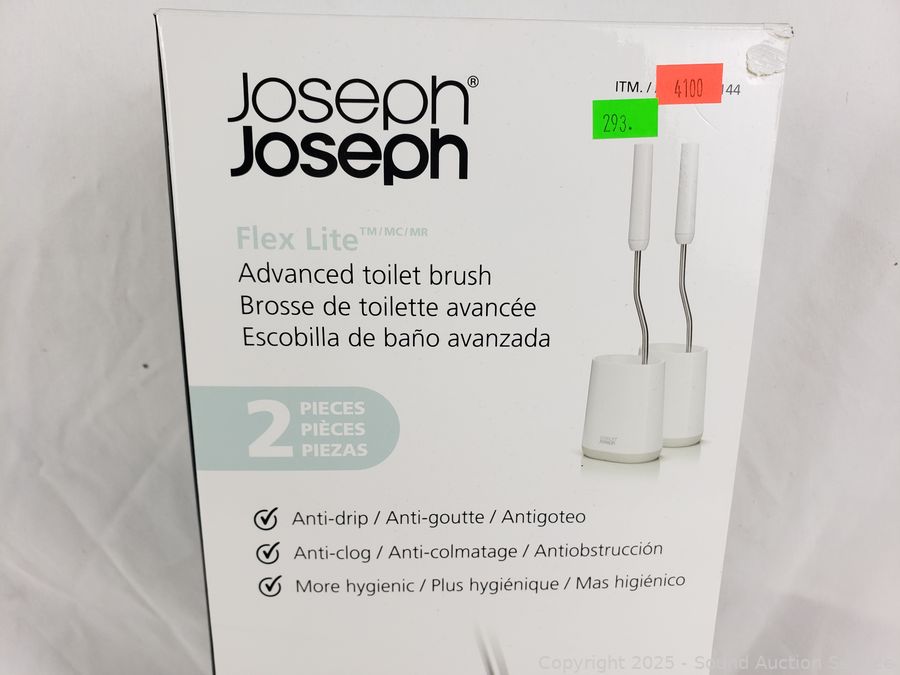 Joseph®
Joseph
ITM. /
4100
144
293.
Flex Lite™/MC/MR
Advanced toilet brush
Brosse de toilette avancée
Escobilla de baño avanzada
2 PIECES
PIÈCES
PIEZAS
Joseph
Anti-drip / Anti-goutte / Antigoteo
Anti-clog / Anti-colmatage / Antiobstrucción
More hygienic / Plus hygiénique / Mas higiénico
Copyright 2025 - Sound Auction Service